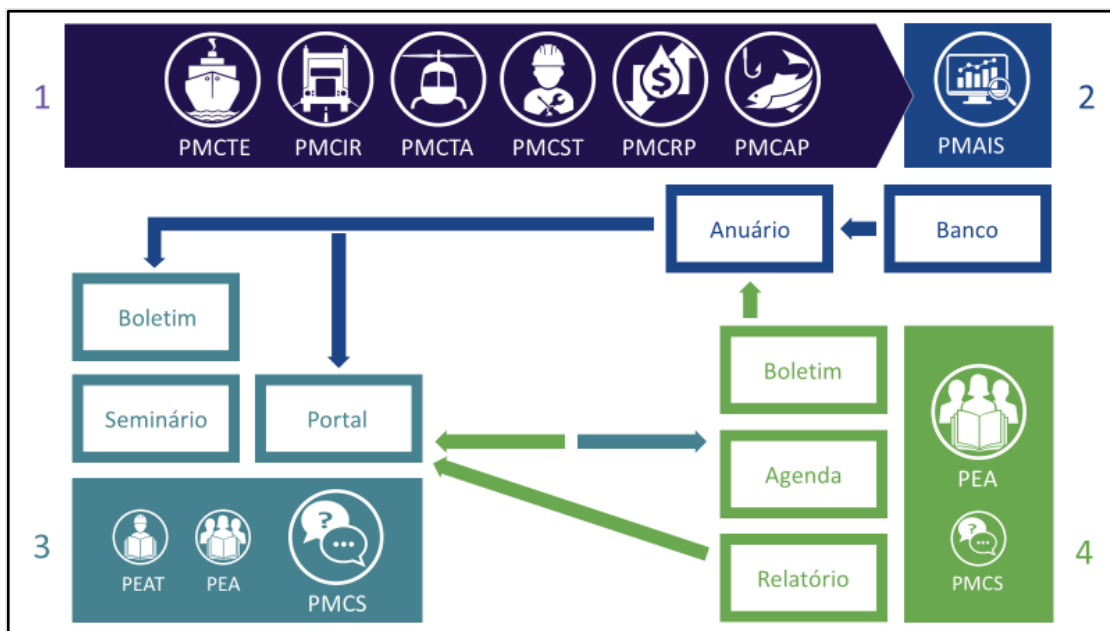 1
PMCTE
PMCIR
PMCTA
PMCST
PMCRP
PMCAP
PMAIS
2
Anuário
Banco
Boletim
Seminário
Portal
Boletim
Agenda
Relatório
3
PEAT
PEA
PMCS
PEA
PMCS
4